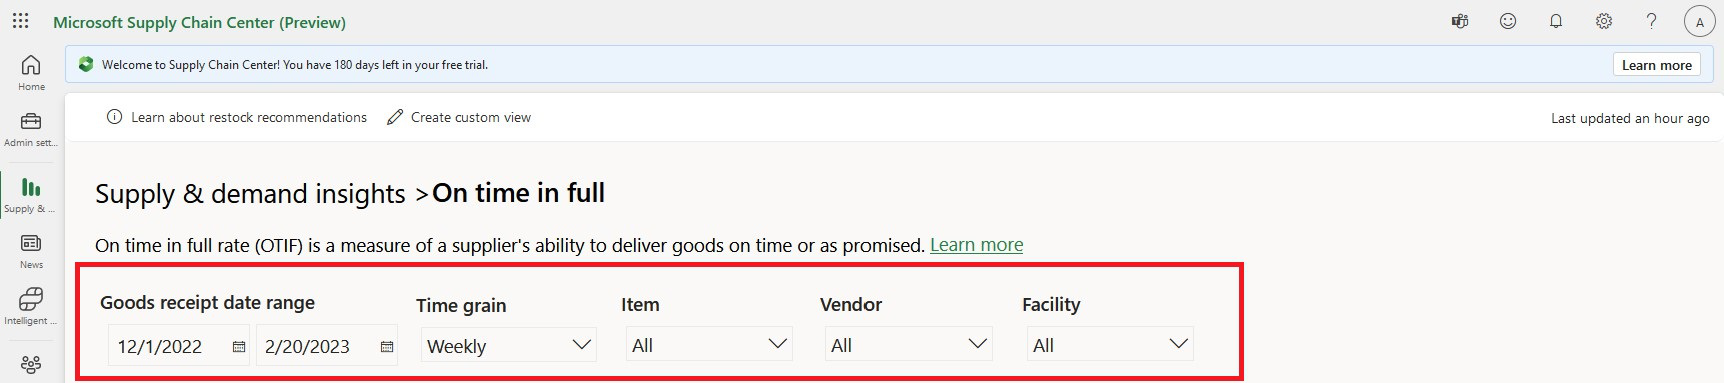 Microsoft Supply Chain Center (Preview)
A
Home
Welcome to Supply Chain Center! You have 180 days left in your free trial.
Learn more
Admin sett...
Learn about restock recommendations
Create custom view
Last updated an hour ago
Supply & ...
Supply & demand insights >On time in full
News
On time in full rate (OTIF) is a measure of a supplier's ability to deliver goods on time or as promised. Learn more
Intelligent ...
Goods receipt date range
Time grain
Item
Vendor
Facility
12/1/2022
2/20/2023
Weekly
All
All
All